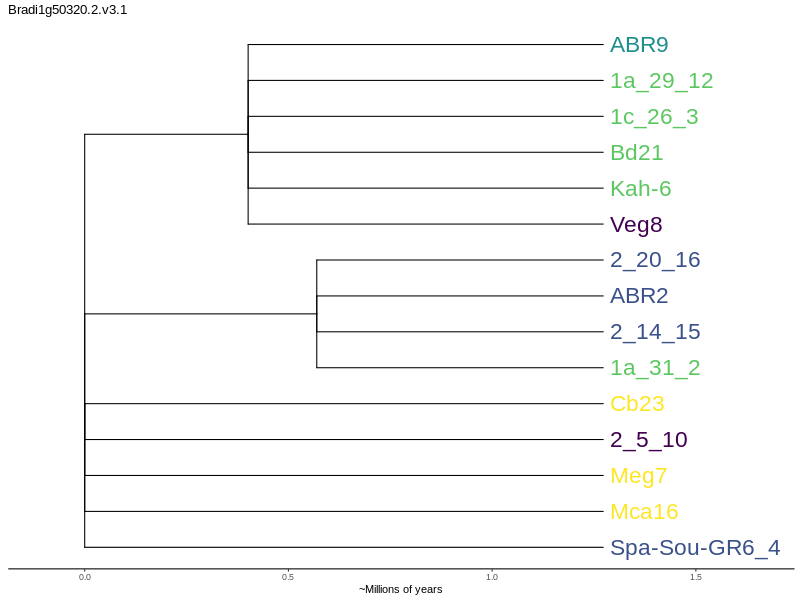 Bradi1g50320.2.v3.1
ABR9
1a_29_12
1c_26_3
Bd21
Kah-6
Veg8
2_20_16
ABR2
2_14_15
1a_31_2
Cb23
2_5_10
Meg7
Mca16
Spa-Sou-GR6_4
0.0 0.5 1.0 1.5
~Millions of years